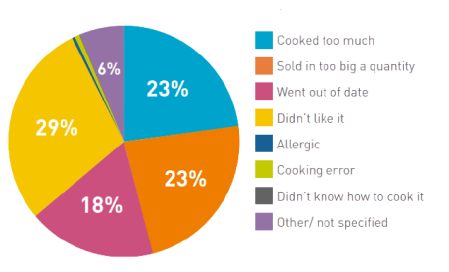 6%
23%
29%
23%
18%
Cooked too much
Sold in too big a quantity
Went out of date
Didn't like it
Allergic
Cooking error
Didn't know how to cook it
Other/ not specified